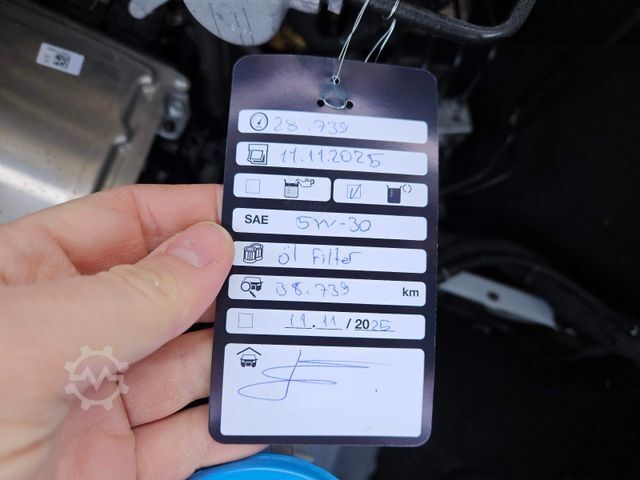 28.739
11.11.2025
SAE 5W-30
öl Filter
38.739 km
11.11/2025